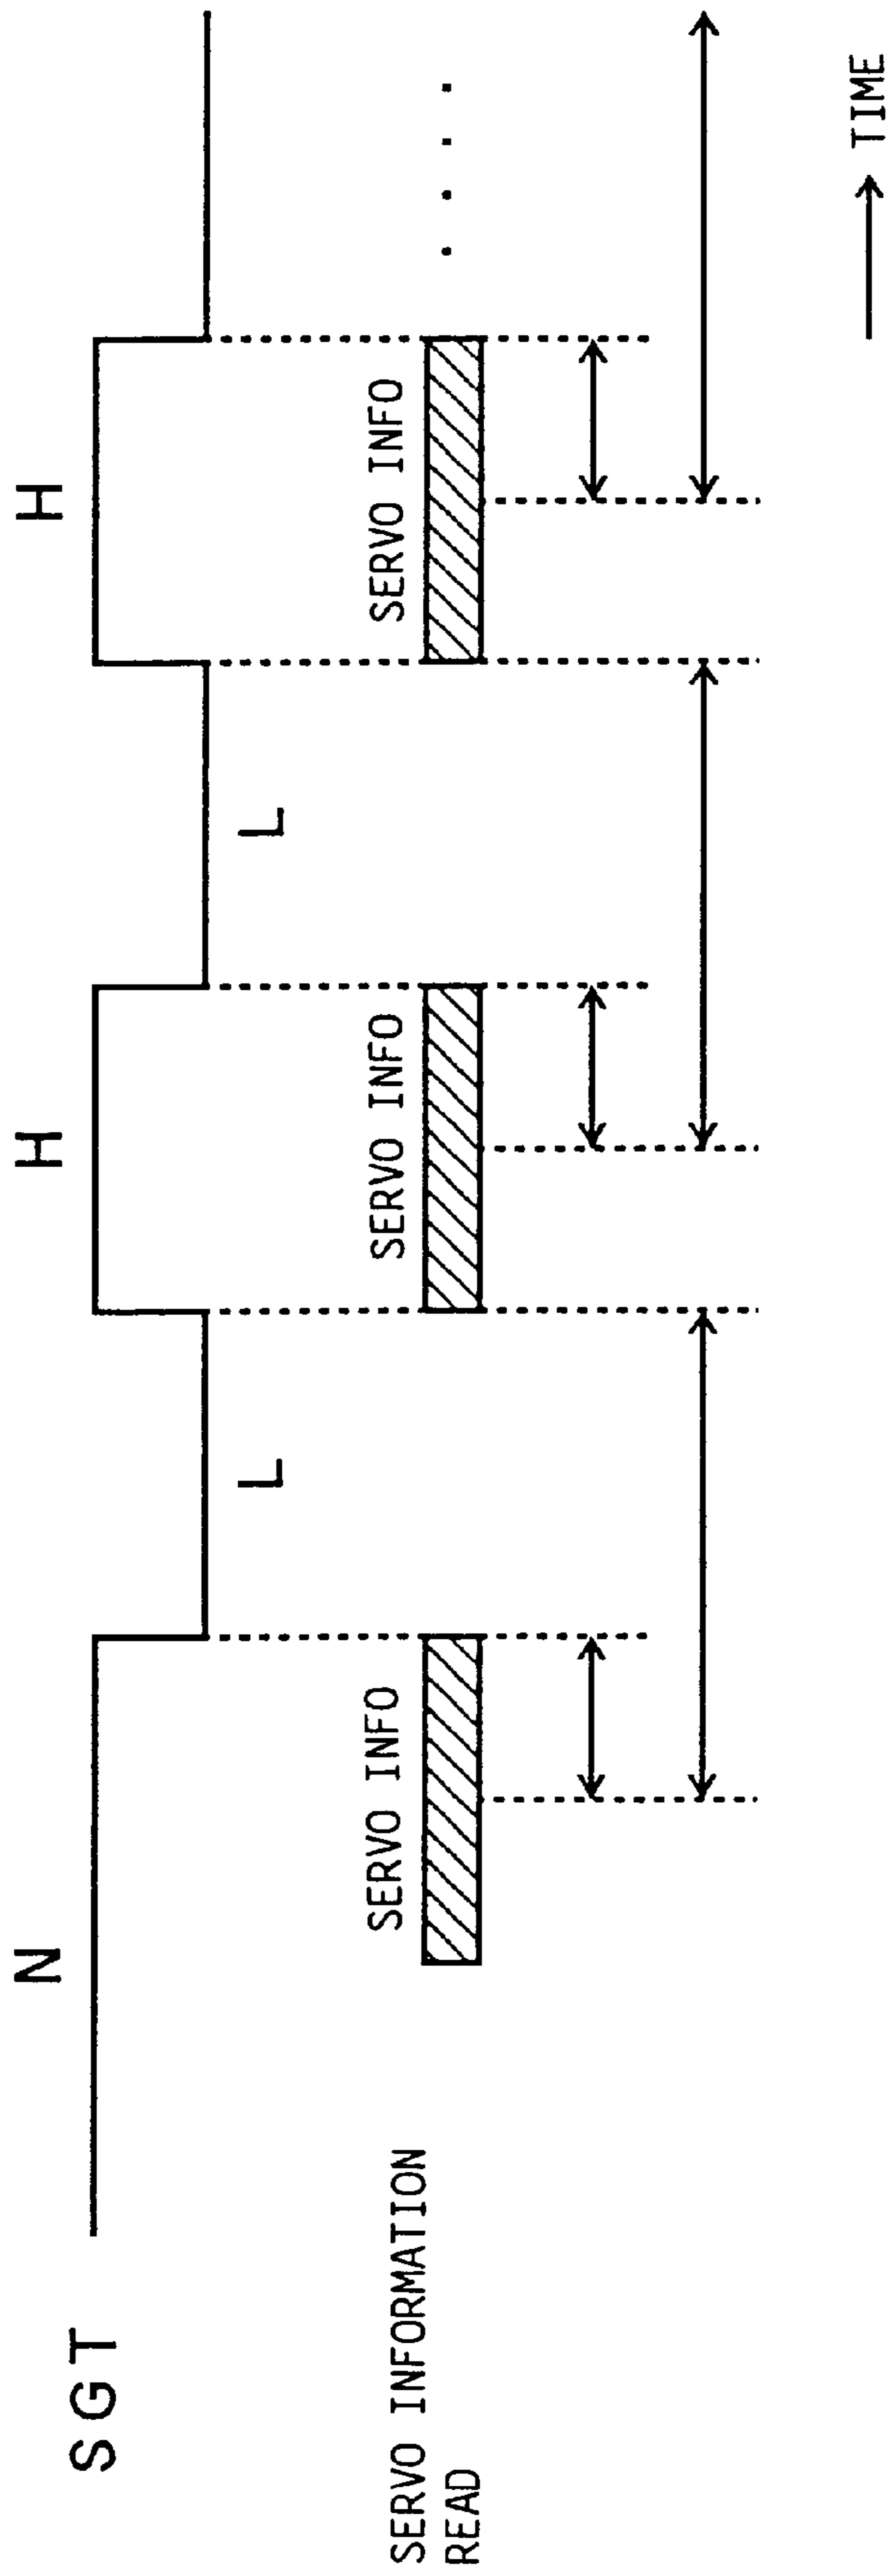 N H H
SGT
L L
SERVO INFO SERVO INFO SERVO INFO
SERVO INFORMATION
READ
TIME